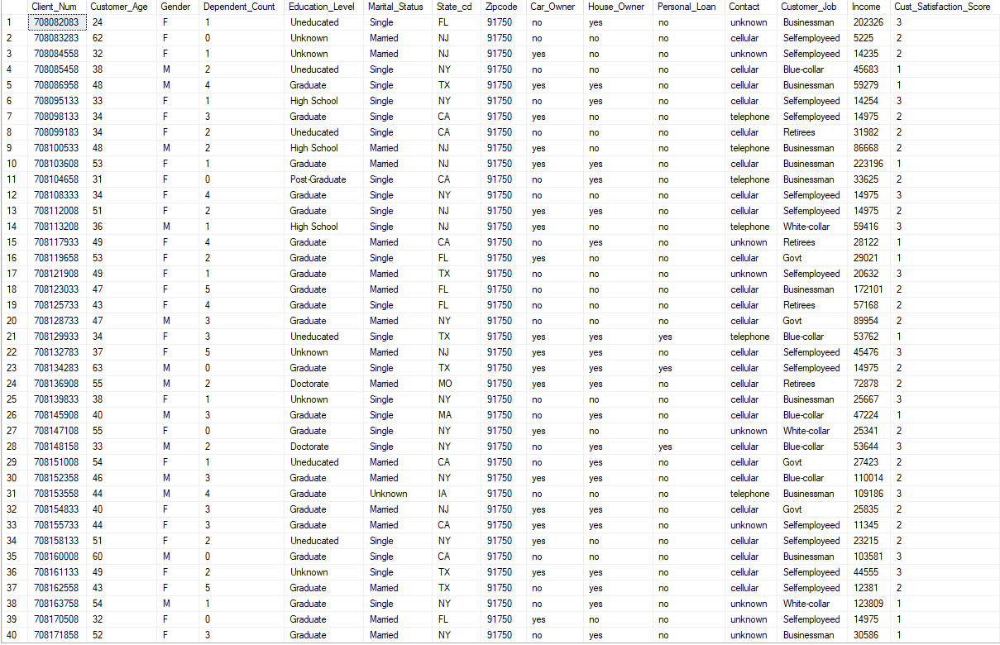 Client_Num Customer_Age Gender Dependent_Count Education_Level Marital_Status State_cd Zipcode Car_Owner House_Owner Personal_Loan Contact Customer_Job Income Cust_Satisfaction_Score
1 708082083 24 F 1 Uneducated Single FL 91750 no yes no unknown Businessman 202326 3
2 708083283 62 F 0 Unknown Married NJ 91750 no no no cellular Selfemployeed 5225 2
3 708084558 32 F 1 Unknown Married NJ 91750 yes no no unknown Selfemployeed 14235 2
4 708085458 38 M 2 Uneducated Single NY 91750 no no no cellular Blue-collar 45683 1
5 708086958 48 M 4 Graduate Single TX 91750 yes yes no cellular Businessman 59279 1
6 708095133 33 F 1 High School Single NY 91750 no yes no cellular Selfemployeed 14254 3
7 708098133 34 F 3 Graduate Single CA 91750 yes no no telephone Selfemployeed 14975 2
8 708099183 34 F 2 Uneducated Single CA 91750 no no no cellular Retirees 31982 2
9 708100533 48 M 2 High School Married NJ 91750 yes no no telephone Businessman 86668 2
10 708103608 53 F 1 Graduate Married NJ 91750 yes yes no cellular Businessman 223196 1
11 708104658 31 F 0 Post-Graduate Single CA 91750 no yes no telephone Businessman 33625 2
12 708108333 34 F 4 Graduate Single NY 91750 no no no cellular Selfemployeed 14975 3
13 708112008 51 F 2 Graduate Single NJ 91750 yes yes no cellular Selfemployeed 14975 2
14 708113208 36 M 1 High School Single NJ 91750 yes no no telephone White-collar 59416 3
15 708117933 49 F 4 Graduate Married CA 91750 no yes no unknown Retirees 28122 1
16 708119658 53 F 2 Graduate Single FL 91750 yes no no cellular Govt 29021 1
17 708121908 49 F 1 Graduate Married TX 91750 no no no unknown Selfemployeed 20632 3
18 708123033 47 F 5 Graduate Married FL 91750 no no no cellular Businessman 172101 2
19 708125733 43 F 4 Graduate Single FL 91750 no no no cellular Retirees 57168 2
20 708128733 47 M 3 Graduate Married NY 91750 no no no cellular Govt 89954 2
21 708129933 34 F 3 Uneducated Single TX 91750 yes yes yes telephone Blue-collar 53762 1
22 708132783 37 F 5 Unknown Married NJ 91750 yes yes no cellular Selfemployeed 45476 3
23 708134283 63 M 0 Graduate Single TX 91750 yes yes yes cellular Selfemployeed 14975 2
24 708136908 55 M 2 Doctorate Married MO 91750 yes yes no cellular Retirees 72878 2
25 708139833 38 F 1 Unknown Single NY 91750 no no no cellular Businessman 25667 3
26 708145908 40 M 3 Graduate Single MA 91750 no yes no cellular Blue-collar 47224 1
27 708147108 55 F 0 Graduate Single NY 91750 yes no no unknown White-collar 25341 2
28 708148158 33 M 2 Doctorate Single NY 91750 no yes yes cellular Blue-collar 53644 3
29 708151008 54 F 1 Uneducated Married CA 91750 no yes no cellular Govt 27423 2
30 708152358 46 M 3 Graduate Married NY 91750 yes yes no cellular Blue-collar 110014 2
31 708153558 44 M 4 Graduate Unknown IA 91750 no no no telephone Businessman 109186 3
32 708154833 40 F 3 Graduate Married NJ 91750 yes yes no cellular Govt 25835 2
33 708155733 44 F 3 Graduate Married CA 91750 yes yes no unknown Selfemployeed 11345 2
34 708158133 51 F 2 Uneducated Single NY 91750 yes no no cellular Selfemployeed 23215 2
35 708160008 60 M 0 Graduate Single CA 91750 no no no cellular Businessman 103581 3
36 708161133 49 F 2 Unknown Single TX 91750 yes yes no cellular Selfemployeed 44555 3
37 708162558 43 F 5 Graduate Married TX 91750 no yes no cellular Selfemployeed 12381 2
38 708163758 54 M 1 Graduate Single NY 91750 no yes no unknown White-collar 123809 1
39 708170508 32 F 0 Graduate Married FL 91750 yes no no unknown Selfemployeed 14975 1
40 708171858 52 F 3 Graduate Married NY 91750 no yes no unknown Businessman 30586 1